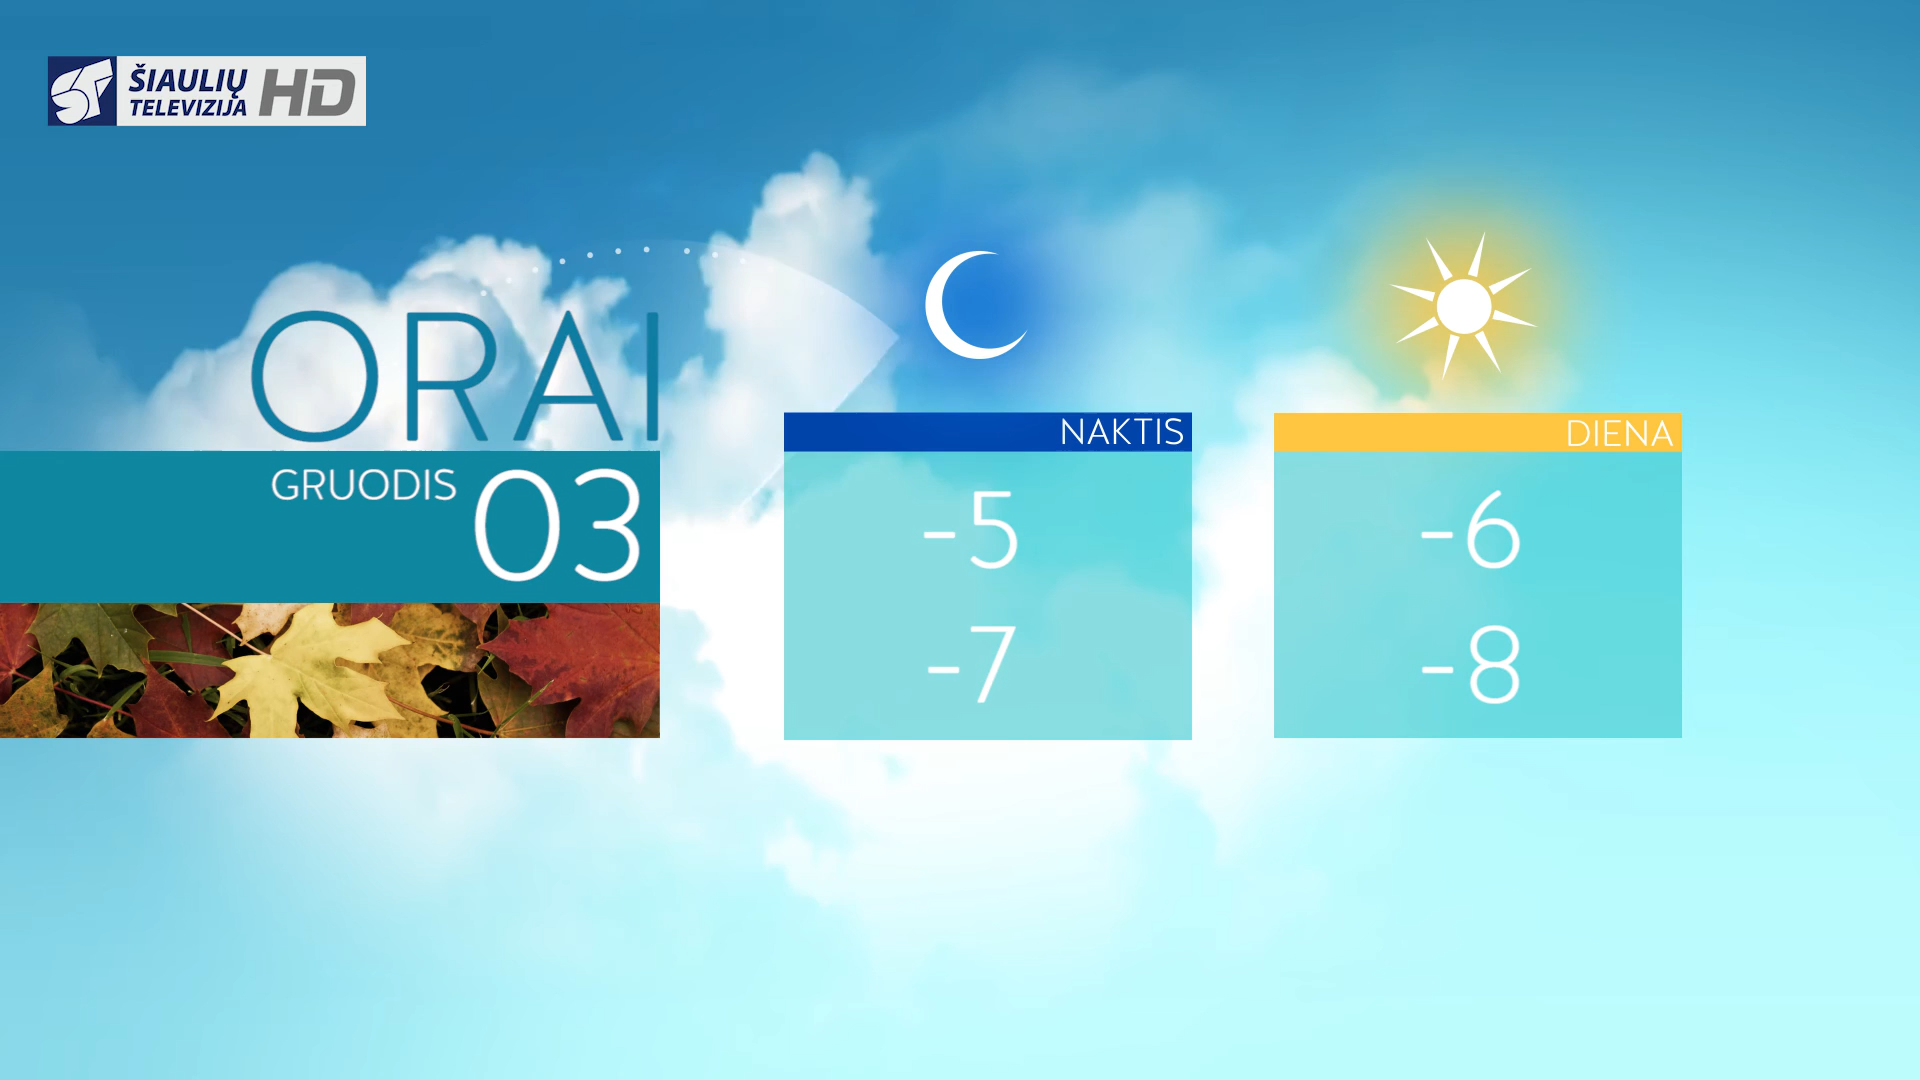 ŠIAULIŲ
TELEVIZIJA HD
ORAI
GRUODIS 03
NAKTIS
-5
-7
DIENA
-6
-8